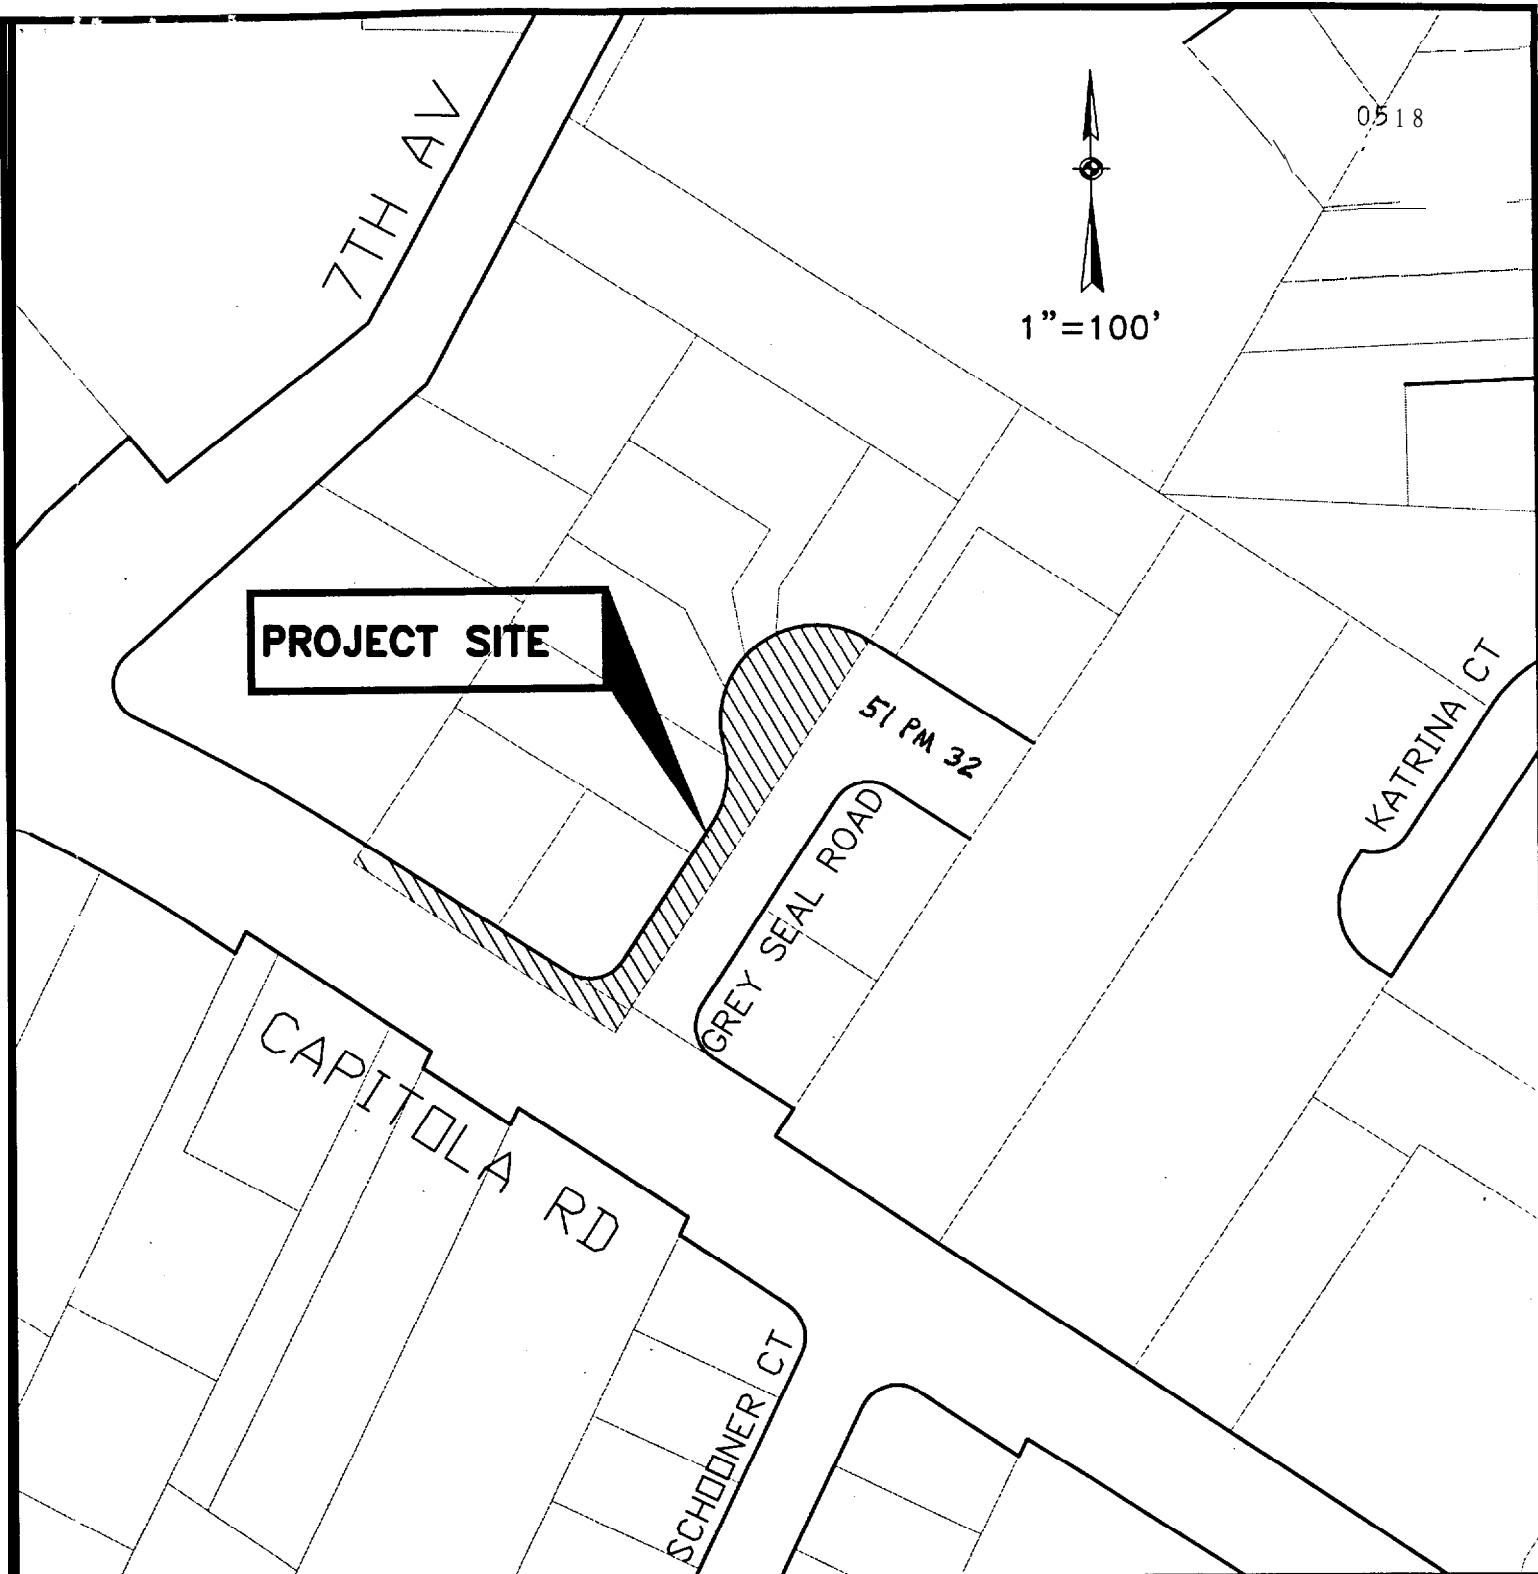 7TH AV
0518
1"=100'
PROJECT SITE
51 PM 32
KATRINA CT
GREY SEAL ROAD
CAPITOLA RD
SCHOONER CT